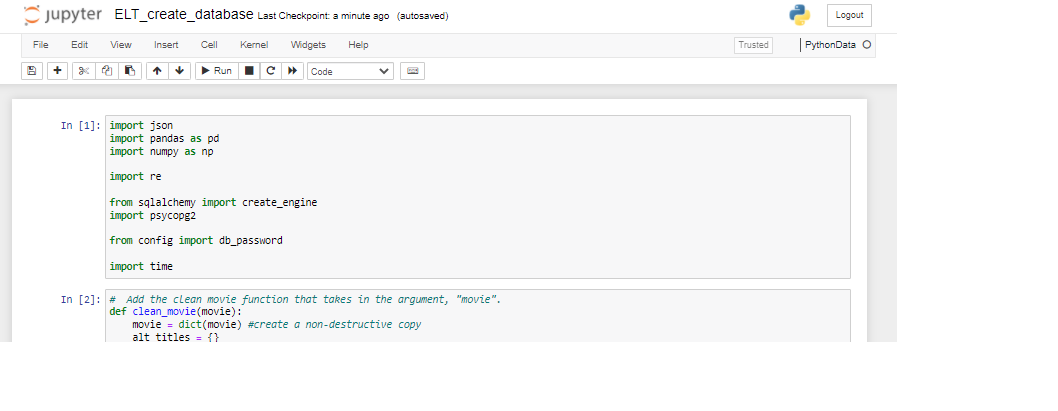 jupyter ELT_create_database Last Checkpoint: a minute ago (autosaved)
Logout
File Edit View Insert Cell Kernel Widgets Help
Trusted
PythonData
Run
Code
In [1]: import json
import pandas as pd
import numpy as np
import re
from sqlalchemy import create_engine
import psycopg2
from config import db_password
import time
In [2]: # Add the clean movie function that takes in the argument, "movie".
def clean_movie(movie):
movie = dict(movie) #create a non-destructive copy
alt_titles = {}